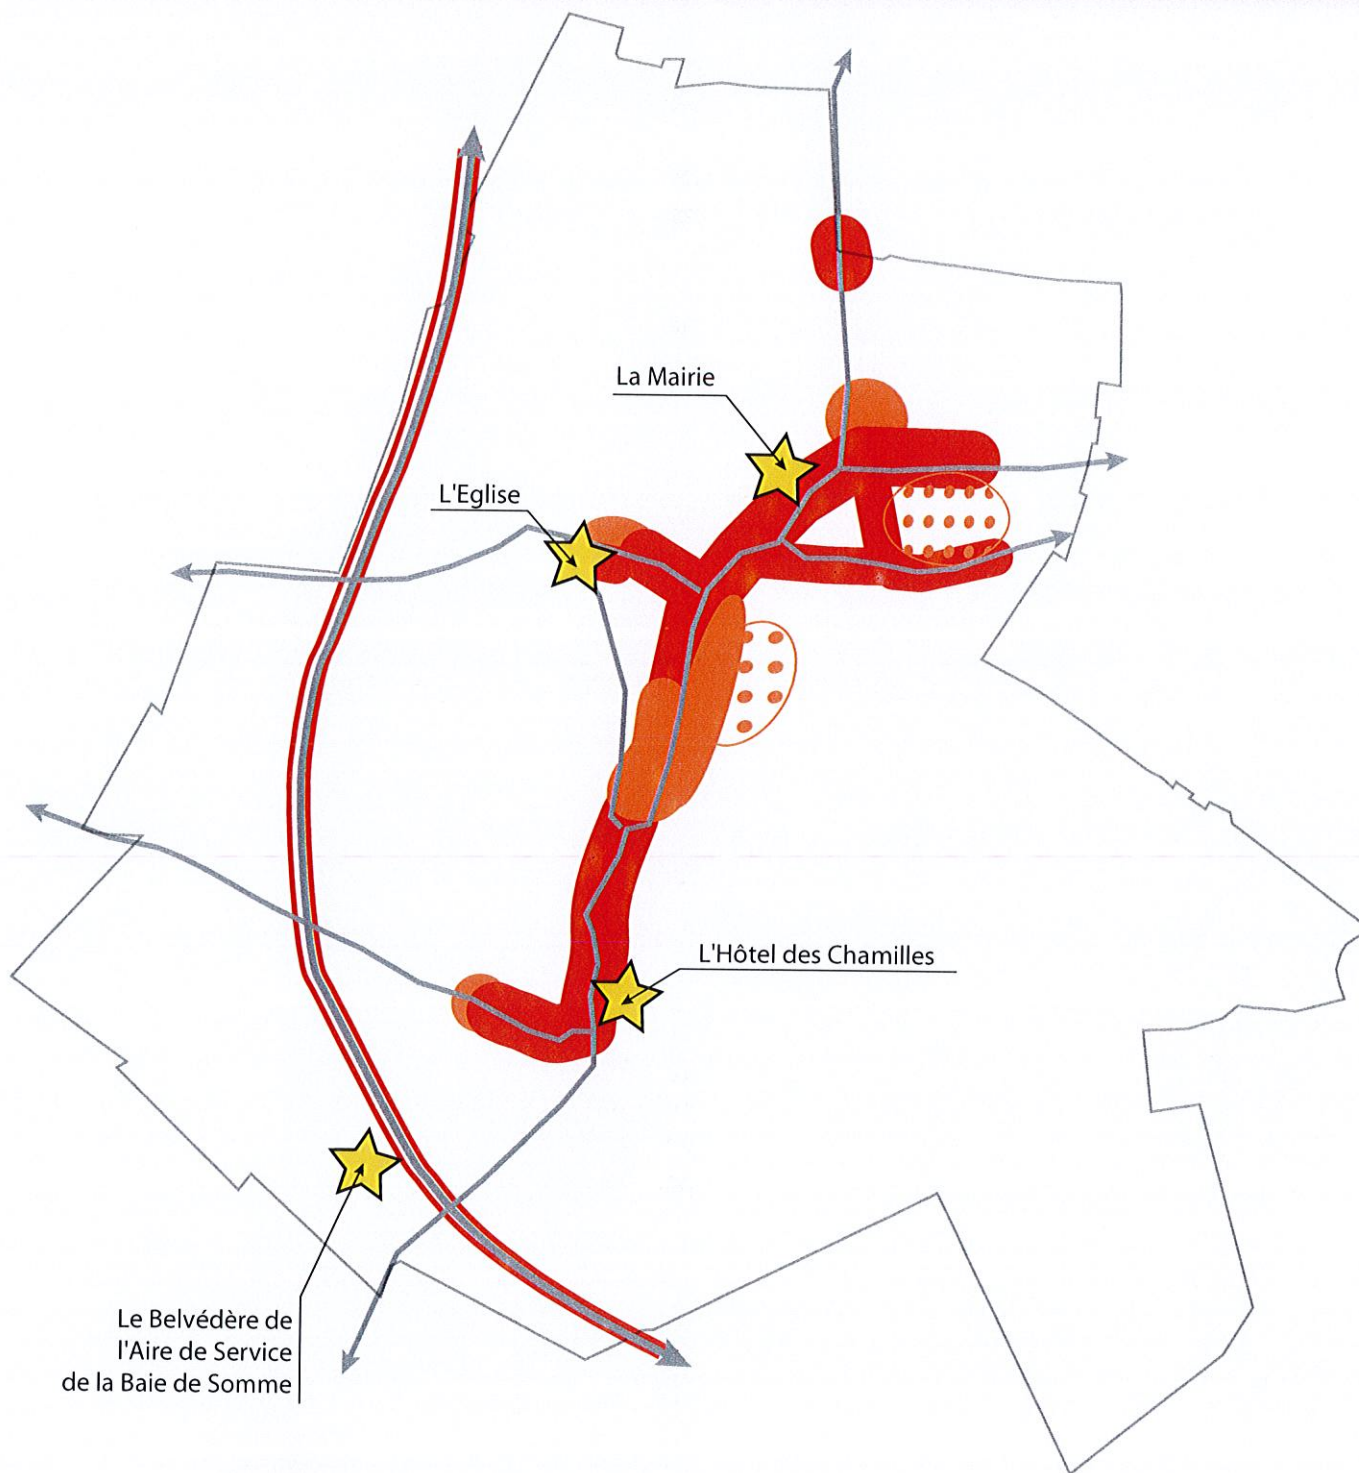 La Mairie
L'Eglise
L'Hôtel des Chamilles
Le Belvédère de
l'Aire de Service
de la Baie de Somme